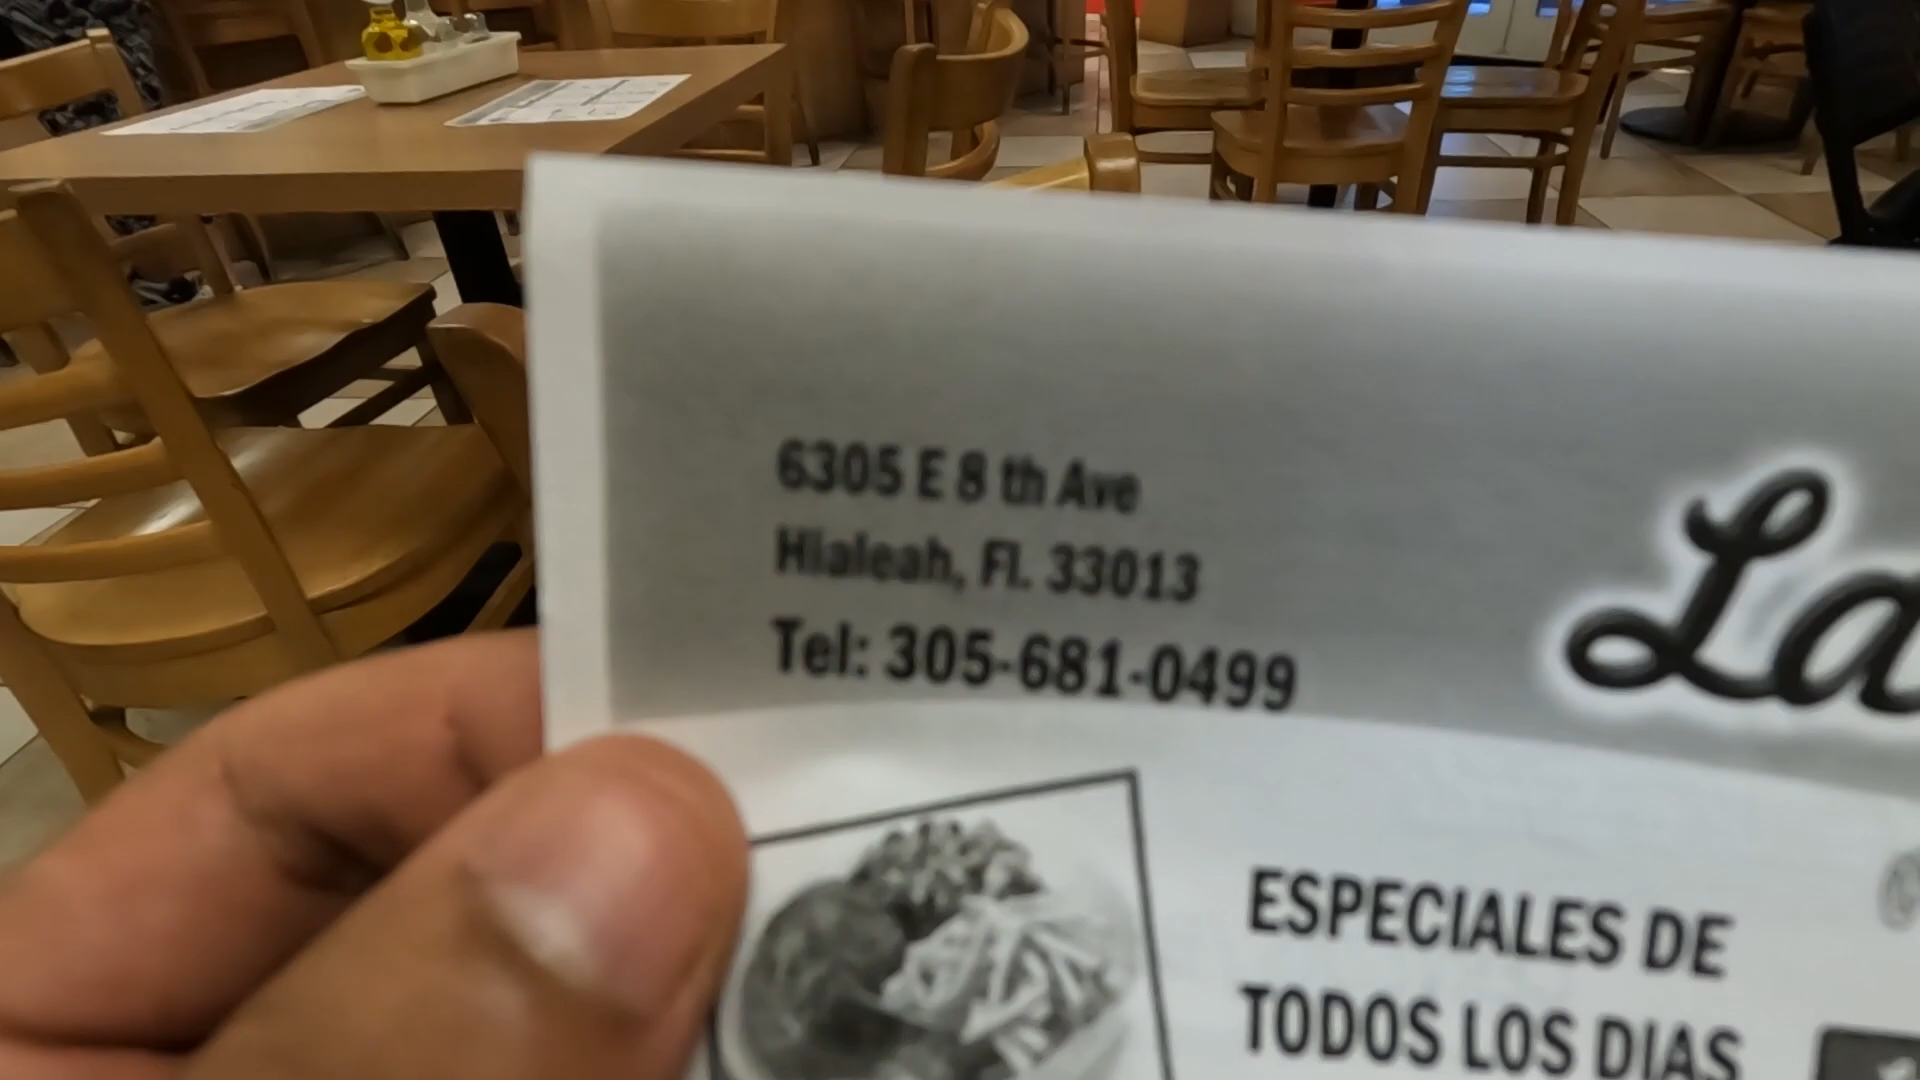 6305 E 8 th Ave
Hialeah, Fl. 33013
Tel: 305-681-0499
La
ESPECIALES DE
TODOS LOS DIAS